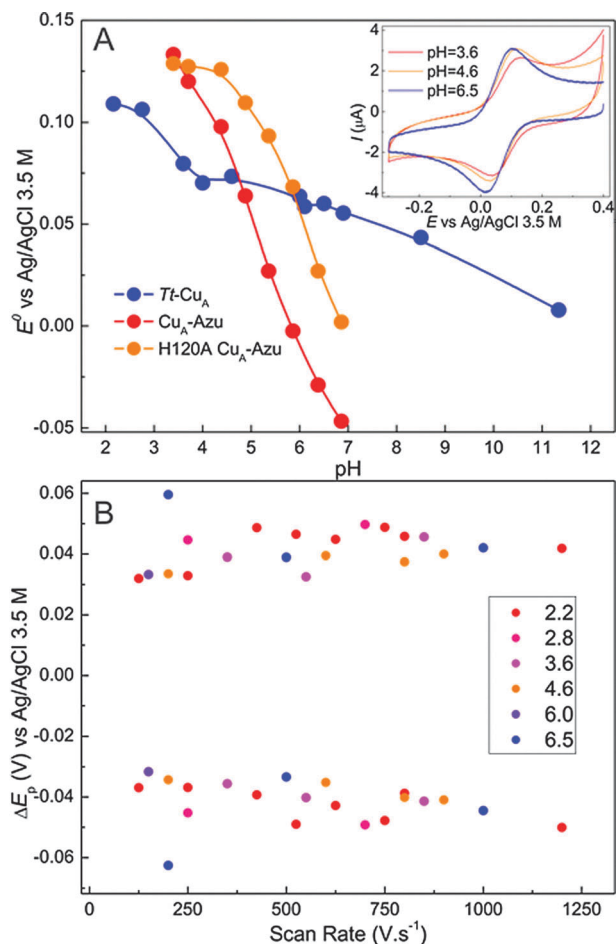 A
0.15
0.10
0.05
0.00
-0.05
E⁰ vs Ag/AgCl 3.5 M
Tt-CuA
CuA-Azu
H120A CuA-Azu
2 3 4 5 6 7 8 9 10 11 12
pH
pH=3.6
pH=4.6
pH=6.5
4
2
0
-2
-4
I (μA)
-0.2 0.0 0.2 0.4
E vs Ag/AgCl 3.5 M
B
0.06
0.04
0.02
0.00
-0.02
-0.04
-0.06
ΔEp (V) vs Ag/AgCl 3.5 M
2.2
2.8
3.6
4.6
6.0
6.5
0 250 500 750 1000 1250
Scan Rate (V.s⁻¹)